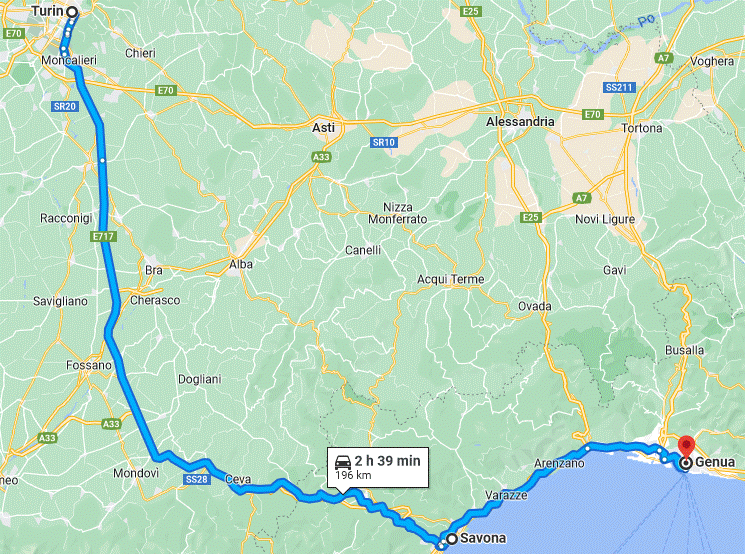 Turin
E70
Moncalieri
Chieri
E25
Po
A7
Voghera
SS211
E70
SR20
E70
Asti
Alessandria
Tortona
SR10
A33
A7
Racconigi
Nizza
Monferrato
E25
Novi Ligure
E717
Canelli
Bra
Alba
Acqui Terme
Gavi
Savigliano
Cherasco
Ovada
Busalla
Fossano
Dogliani
A33
A33
Mondovì
SS28
Ceva
2 h 39 min
196 km
Arenzano
Genua
Varazze
Savona